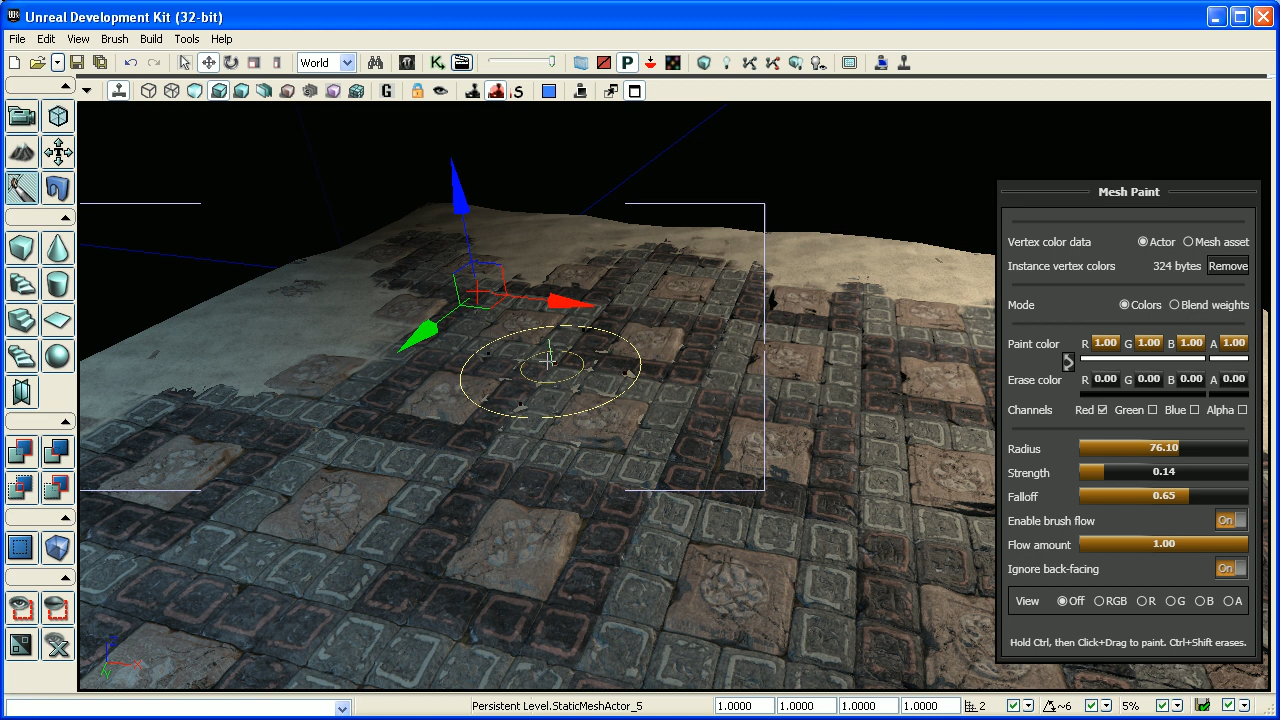 Unreal Development Kit (32-bit)
File Edit View Brush Build Tools Help
World
Mesh Paint
Vertex color data Actor Mesh asset
Instance vertex colors 324 bytes Remove
Mode Colors Blend weights
Paint color R 1.00 G 1.00 B 1.00 A 1.00
Erase color R 0.00 G 0.00 B 0.00 A 0.00
Channels Red Green Blue Alpha
Radius 76.10
Strength 0.14
Falloff 0.65
Enable brush flow On
Flow amount 1.00
Ignore back-facing On
View Off RGB R G B A
Hold Ctrl, then Click+Drag to paint. Ctrl+Shift erases.
Z X Y
Persistent Level.StaticMeshActor_5 1.0000 1.0000 1.0000 1.0000 2 ~6 5%